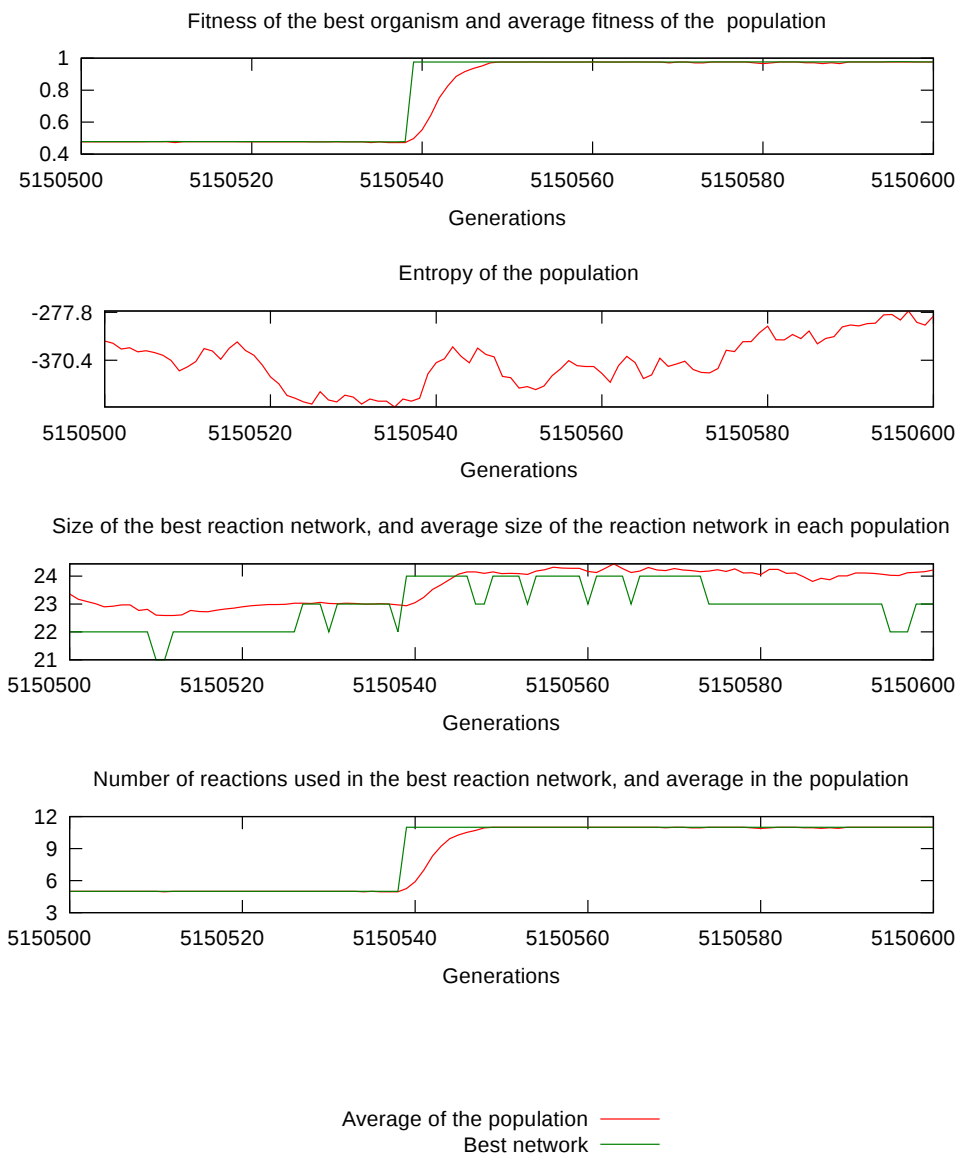 Fitness of the best organism and average fitness of the  population
1
0.8
0.6
0.4
5150500 5150520 5150540 5150560 5150580 5150600
Generations
Entropy of the population
-277.8
-370.4
5150500 5150520 5150540 5150560 5150580 5150600
Generations
Size of the best reaction network, and average size of the reaction network in each population
24
23
22
21
5150500 5150520 5150540 5150560 5150580 5150600
Generations
Number of reactions used in the best reaction network, and average in the population
12
9
6
3
5150500 5150520 5150540 5150560 5150580 5150600
Generations
Average of the population
Best network